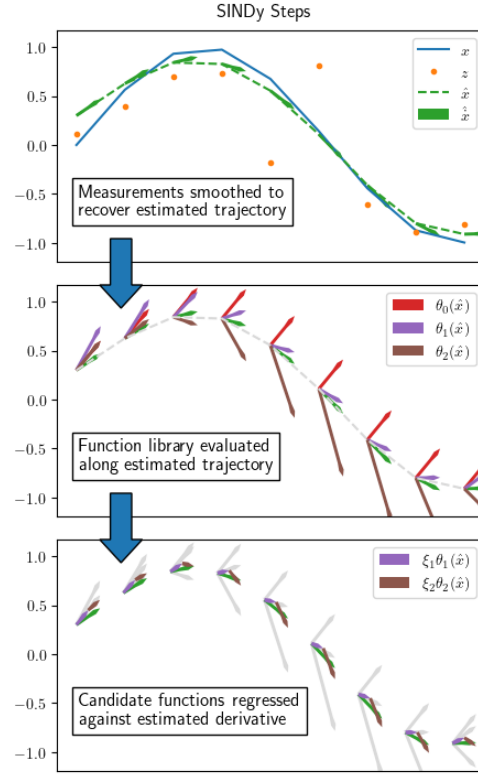 SINDy Steps
1.0
0.5
0.0
−0.5
−1.0
x
z
x̂
x̂̇
Measurements smoothed to
recover estimated trajectory
1.0
0.5
0.0
−0.5
−1.0
θ₀(x̂)
θ₁(x̂)
θ₂(x̂)
Function library evaluated
along estimated trajectory
1.0
0.5
0.0
−0.5
−1.0
ξ₁θ₁(x̂)
ξ₂θ₂(x̂)
Candidate functions regressed
against estimated derivative